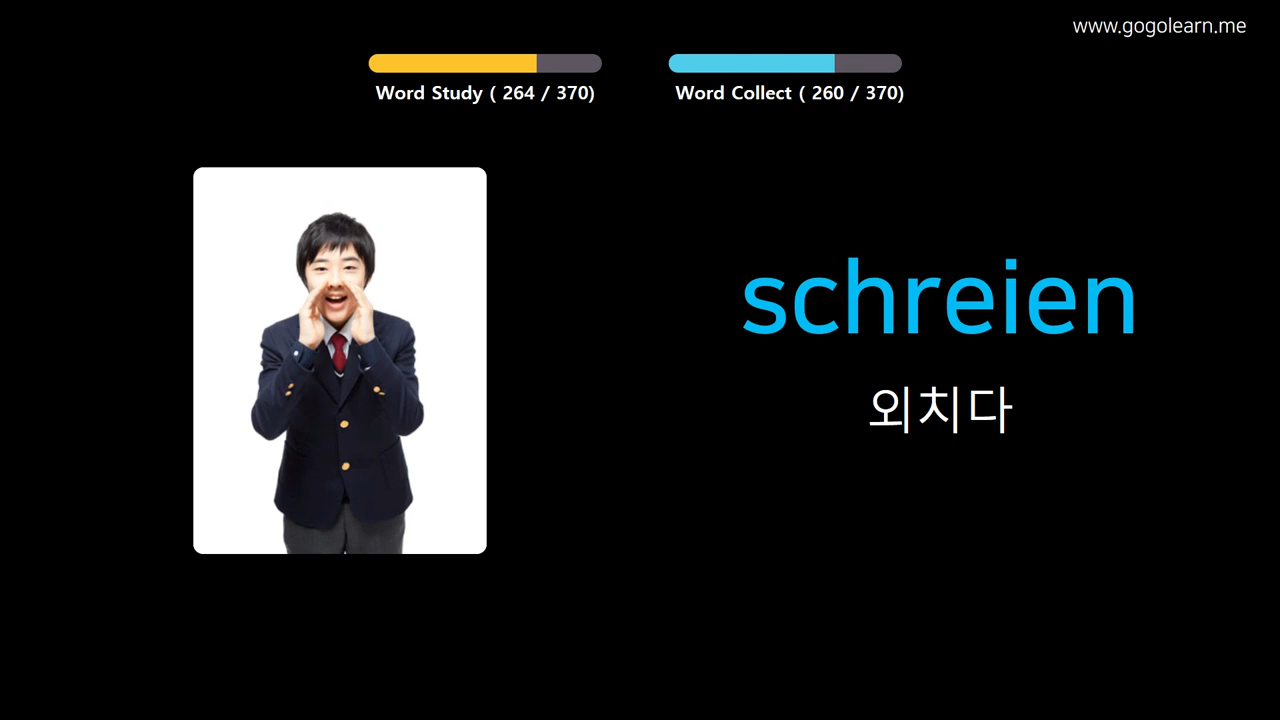 www.gogolearn.me
Word Study ( 264 / 370)
Word Collect ( 260 / 370)
schreien
외치다